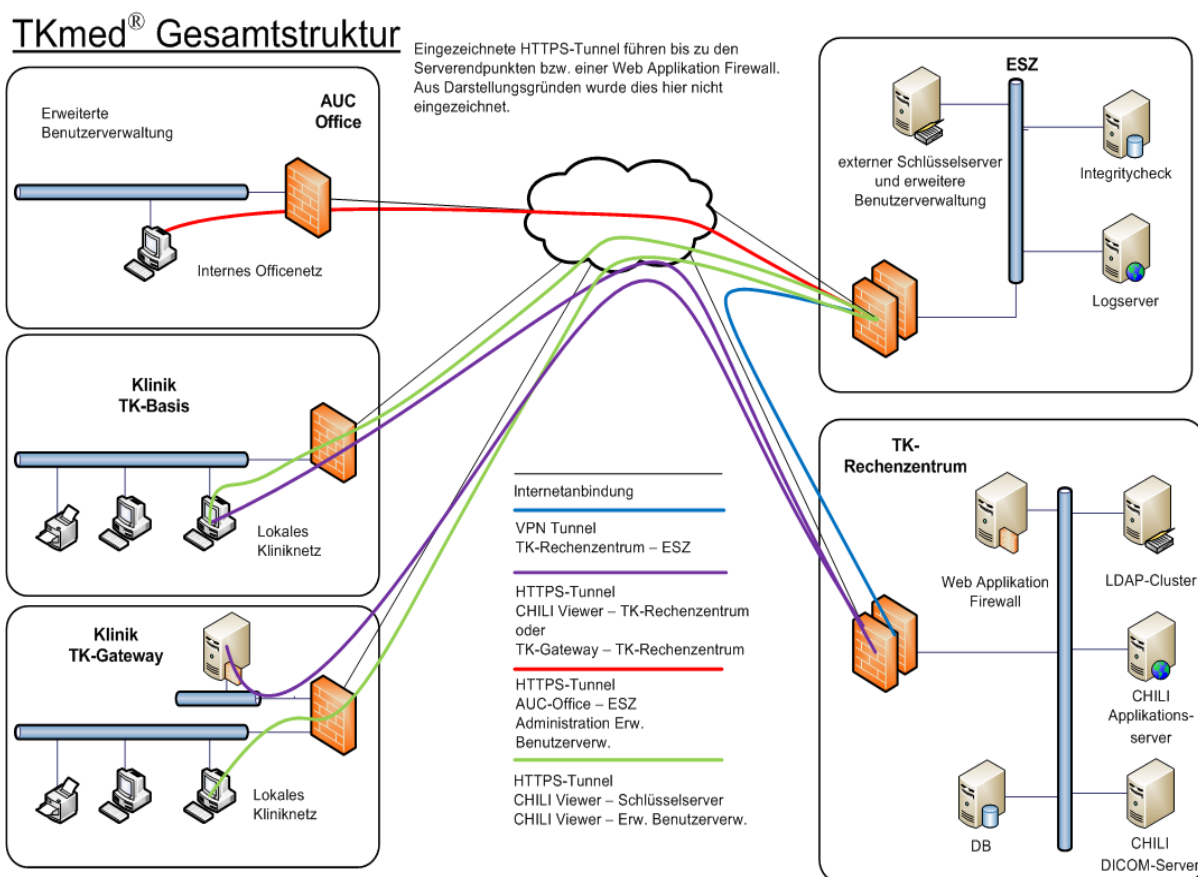 TKmed® Gesamtstruktur
Eingezeichnete HTTPS-Tunnel führen bis zu den
Serverendpunkten bzw. einer Web Applikation Firewall.
Aus Darstellungsgründen wurde dies hier nicht
eingezeichnet.
AUC
Office
Erweiterte
Benutzerverwaltung
Internes Officenetz
Klinik
TK-Basis
Lokales
Kliniknetz
Klinik
TK-Gateway
Lokales
Kliniknetz
Internetanbindung
VPN Tunnel
TK-Rechenzentrum – ESZ
HTTPS-Tunnel
CHILI Viewer – TK-Rechenzentrum
oder
TK-Gateway – TK-Rechenzentrum
HTTPS-Tunnel
AUC-Office – ESZ
Administration Erw.
Benutzerverw.
HTTPS-Tunnel
CHILI Viewer – Schlüsselserver
CHILI Viewer – Erw. Benutzerverw.
ESZ
externer Schlüsselserver
und erweitere
Benutzerverwaltung
Integritycheck
Logserver
TK-
Rechenzentrum
Web Applikation
Firewall
LDAP-Cluster
CHILI
Applikations-
server
DB
CHILI
DICOM-Server